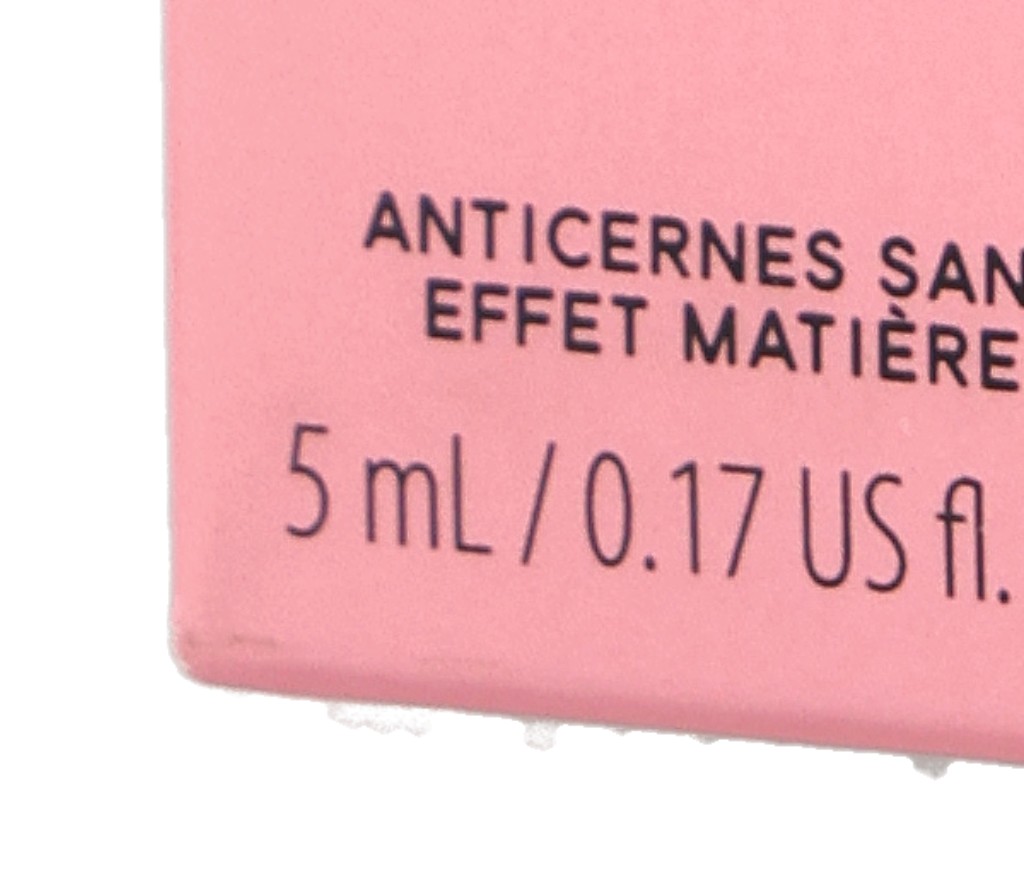 ANTICERNES SAN
EFFET MATIÈRE
5 mL / 0.17 US fl.